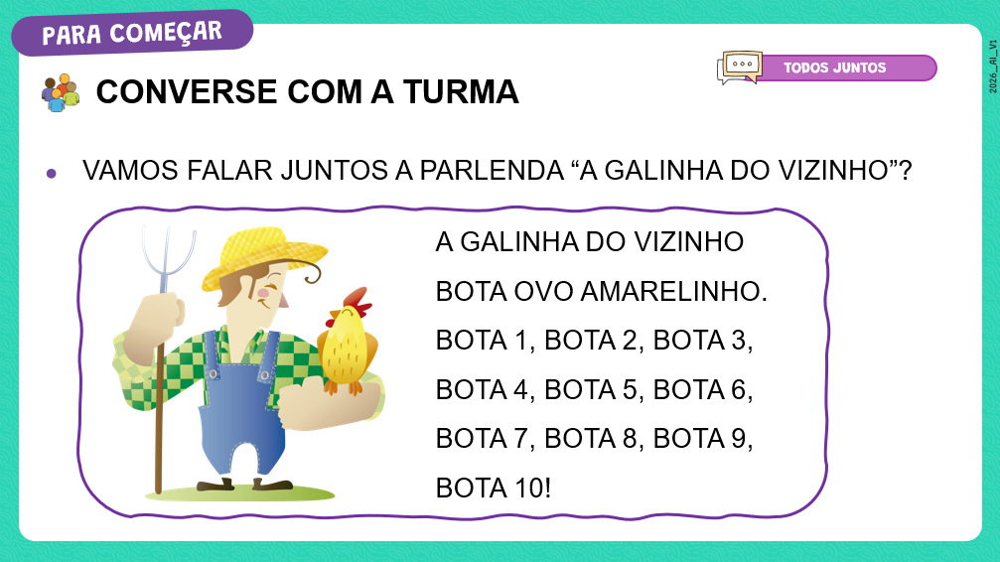 PARA COMEÇAR
2026_AI_V1
TODOS JUNTOS
CONVERSE COM A TURMA
• VAMOS FALAR JUNTOS A PARLENDA “A GALINHA DO VIZINHO”?
A GALINHA DO VIZINHO
BOTA OVO AMARELINHO.
BOTA 1, BOTA 2, BOTA 3,
BOTA 4, BOTA 5, BOTA 6,
BOTA 7, BOTA 8, BOTA 9,
BOTA 10!